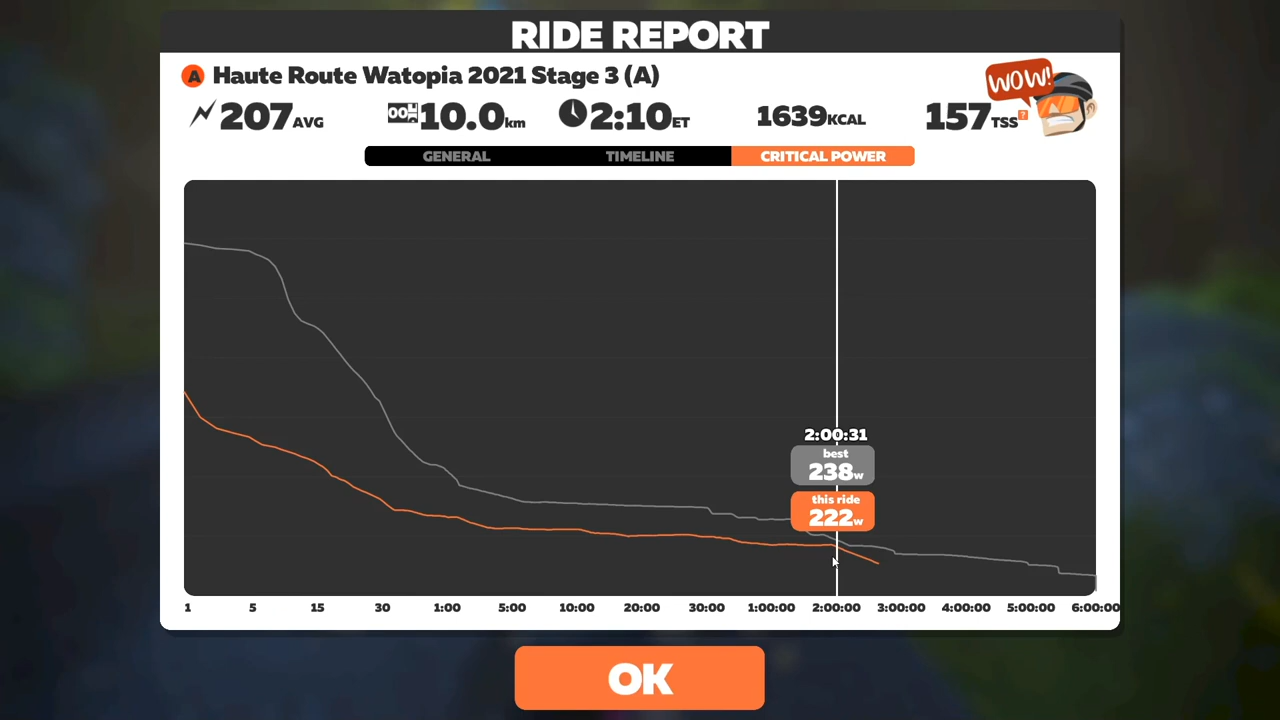 RIDE REPORT
A Haute Route Watopia 2021 Stage 3 (A)
WOW!
207AVG 10.0km 2:10ET 1639KCAL 157TSS?
GENERAL TIMELINE CRITICAL POWER
2:00:31
best
238w
this ride
222w
1 5 15 30 1:00 5:00 10:00 20:00 30:00 1:00:00 2:00:00 3:00:00 4:00:00 5:00:00 6:00:00
OK